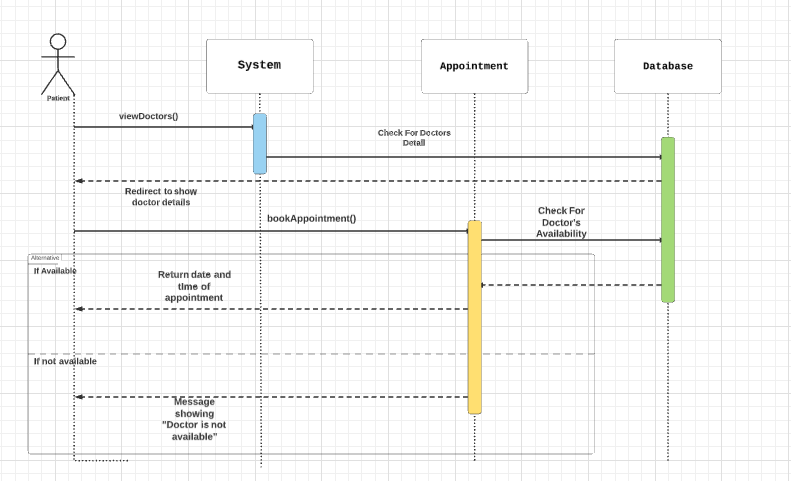 System
Appointment
Database
Patient
viewDoctors()
Check For Doctors
Detail
Redirect to show
doctor details
bookAppointment()
Check For
Doctor's
Availability
Alternative
If Available
Return date and
time of
appointment
If not available
Message
showing
"Doctor is not
available"